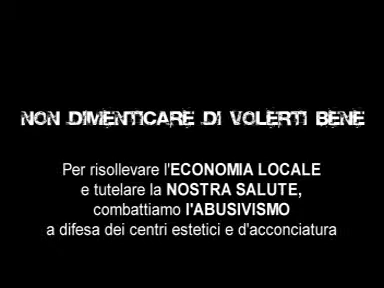 NON DIMENTICARE DI VOLERTI BENE
Per risollevare l'ECONOMIA LOCALE
e tutelare la NOSTRA SALUTE,
combattiamo l'ABUSIVISMO
a difesa dei centri estetici e d'acconciatura